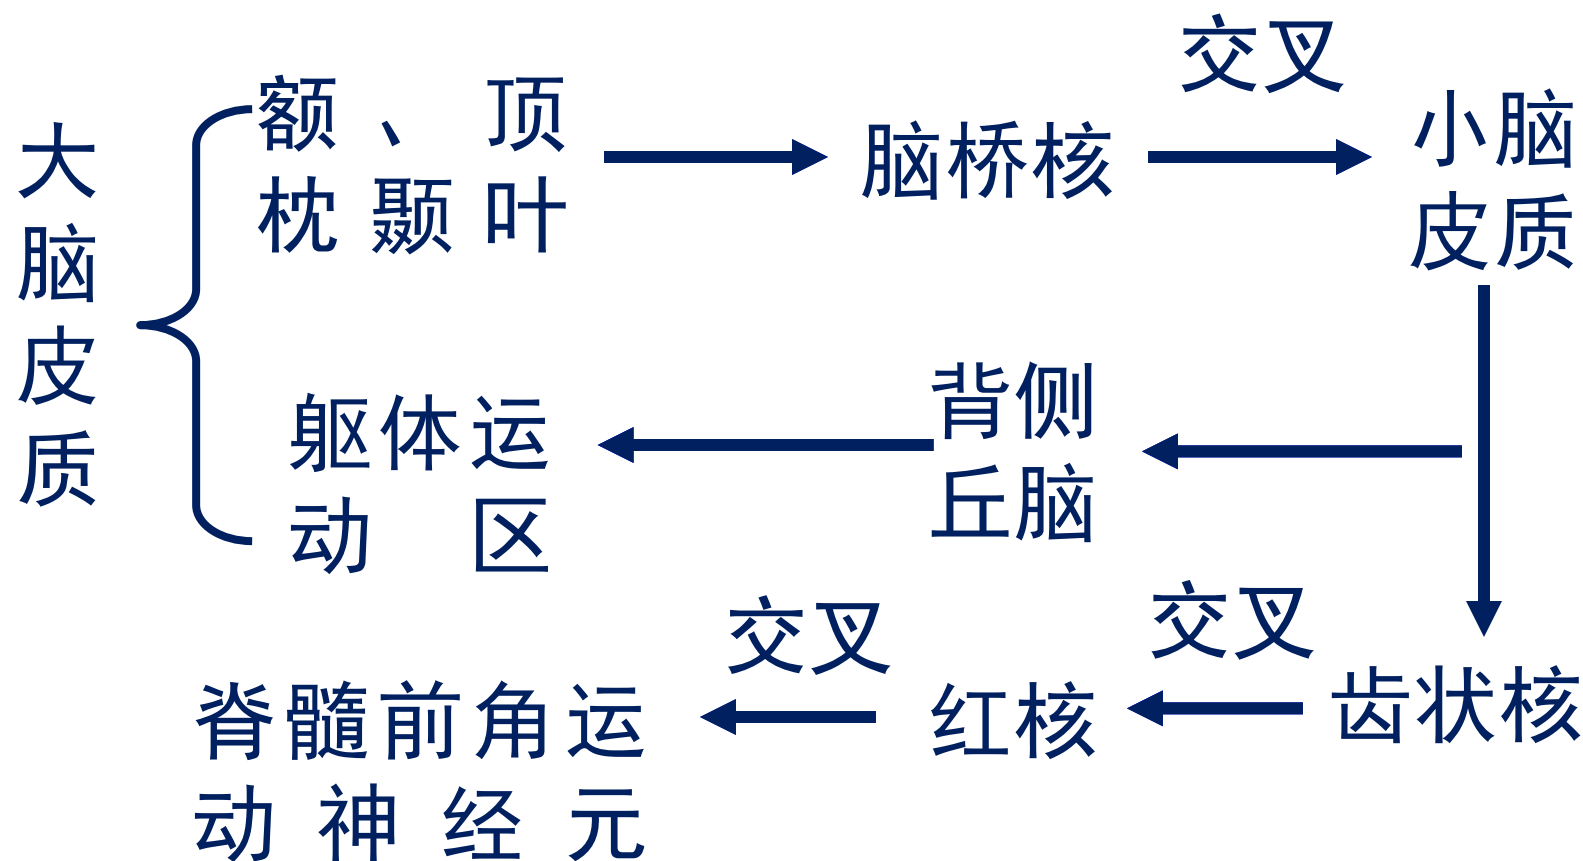 大
脑
皮
质
额、顶
枕颞叶
脑桥核
交叉
小脑
皮质
躯体运
动区
背侧
丘脑
脊髓前角运
动神经元
交叉
红核
交叉
齿状核